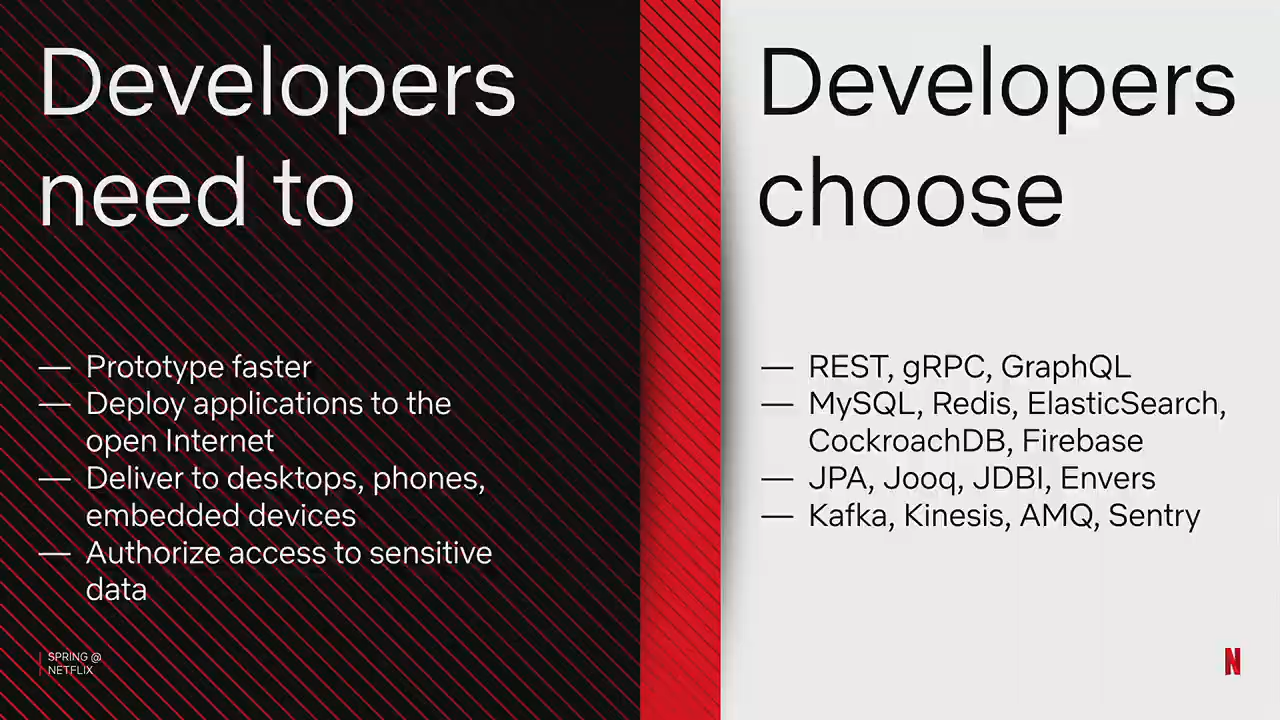 Developers
need to
— Prototype faster
— Deploy applications to the
open Internet
— Deliver to desktops, phones,
embedded devices
— Authorize access to sensitive
data
SPRING @
NETFLIX
Developers
choose
— REST, gRPC, GraphQL
— MySQL, Redis, ElasticSearch,
CockroachDB, Firebase
— JPA, Jooq, JDBI, Envers
— Kafka, Kinesis, AMQ, Sentry
N